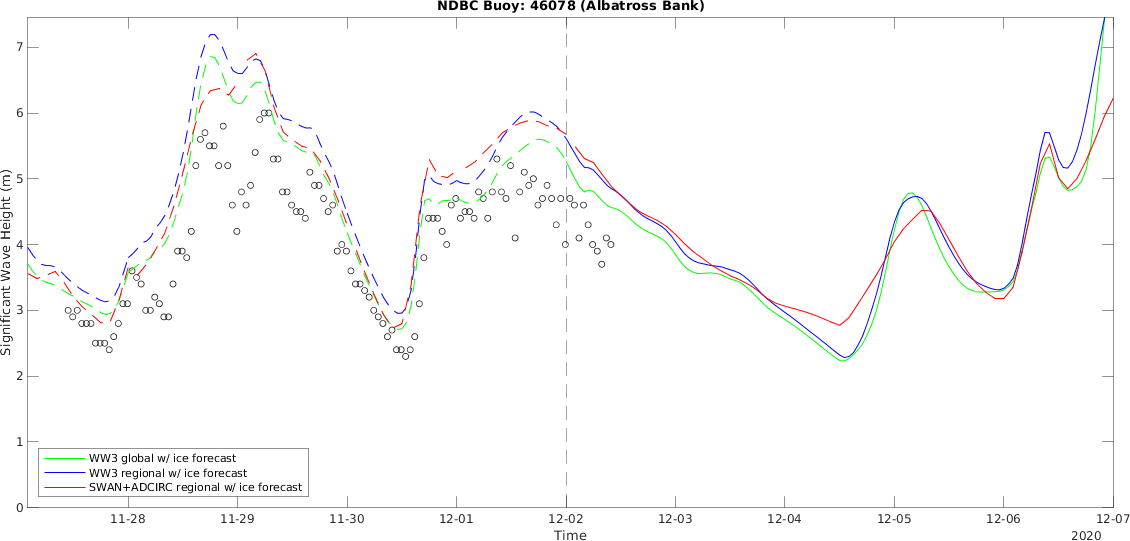 NDBC Buoy: 46078 (Albatross Bank)
Significant Wave Height (m)
7
6
5
4
3
2
1
0
WW3 global w/ ice forecast
WW3 regional w/ ice forecast
SWAN+ADCIRC regional w/ ice forecast
11-28 11-29 11-30 12-01 12-02 12-03 12-04 12-05 12-06 12-07
Time
2020